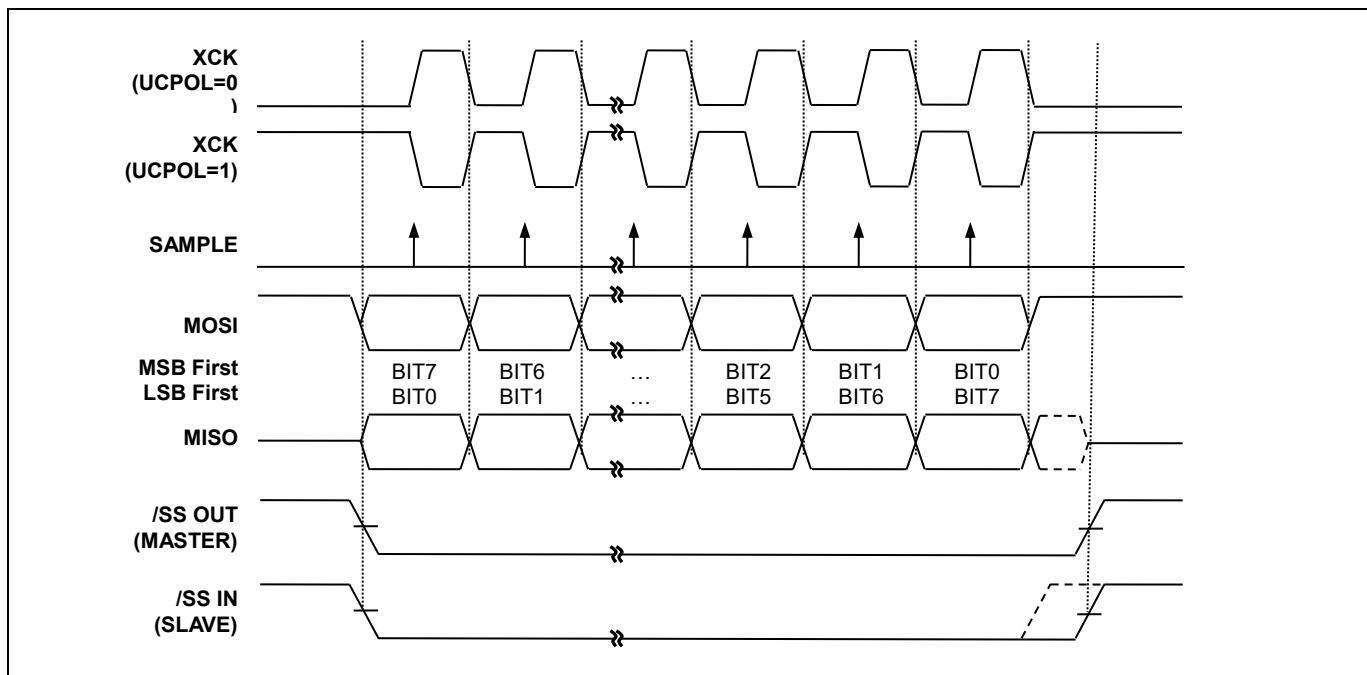 XCK
(UCPOL=0
)
XCK
(UCPOL=1)
SAMPLE
MOSI
MSB First BIT7 BIT6 ... BIT2 BIT1 BIT0
LSB First BIT0 BIT1 ... BIT5 BIT6 BIT7
MISO
/SS OUT
(MASTER)
/SS IN
(SLAVE)